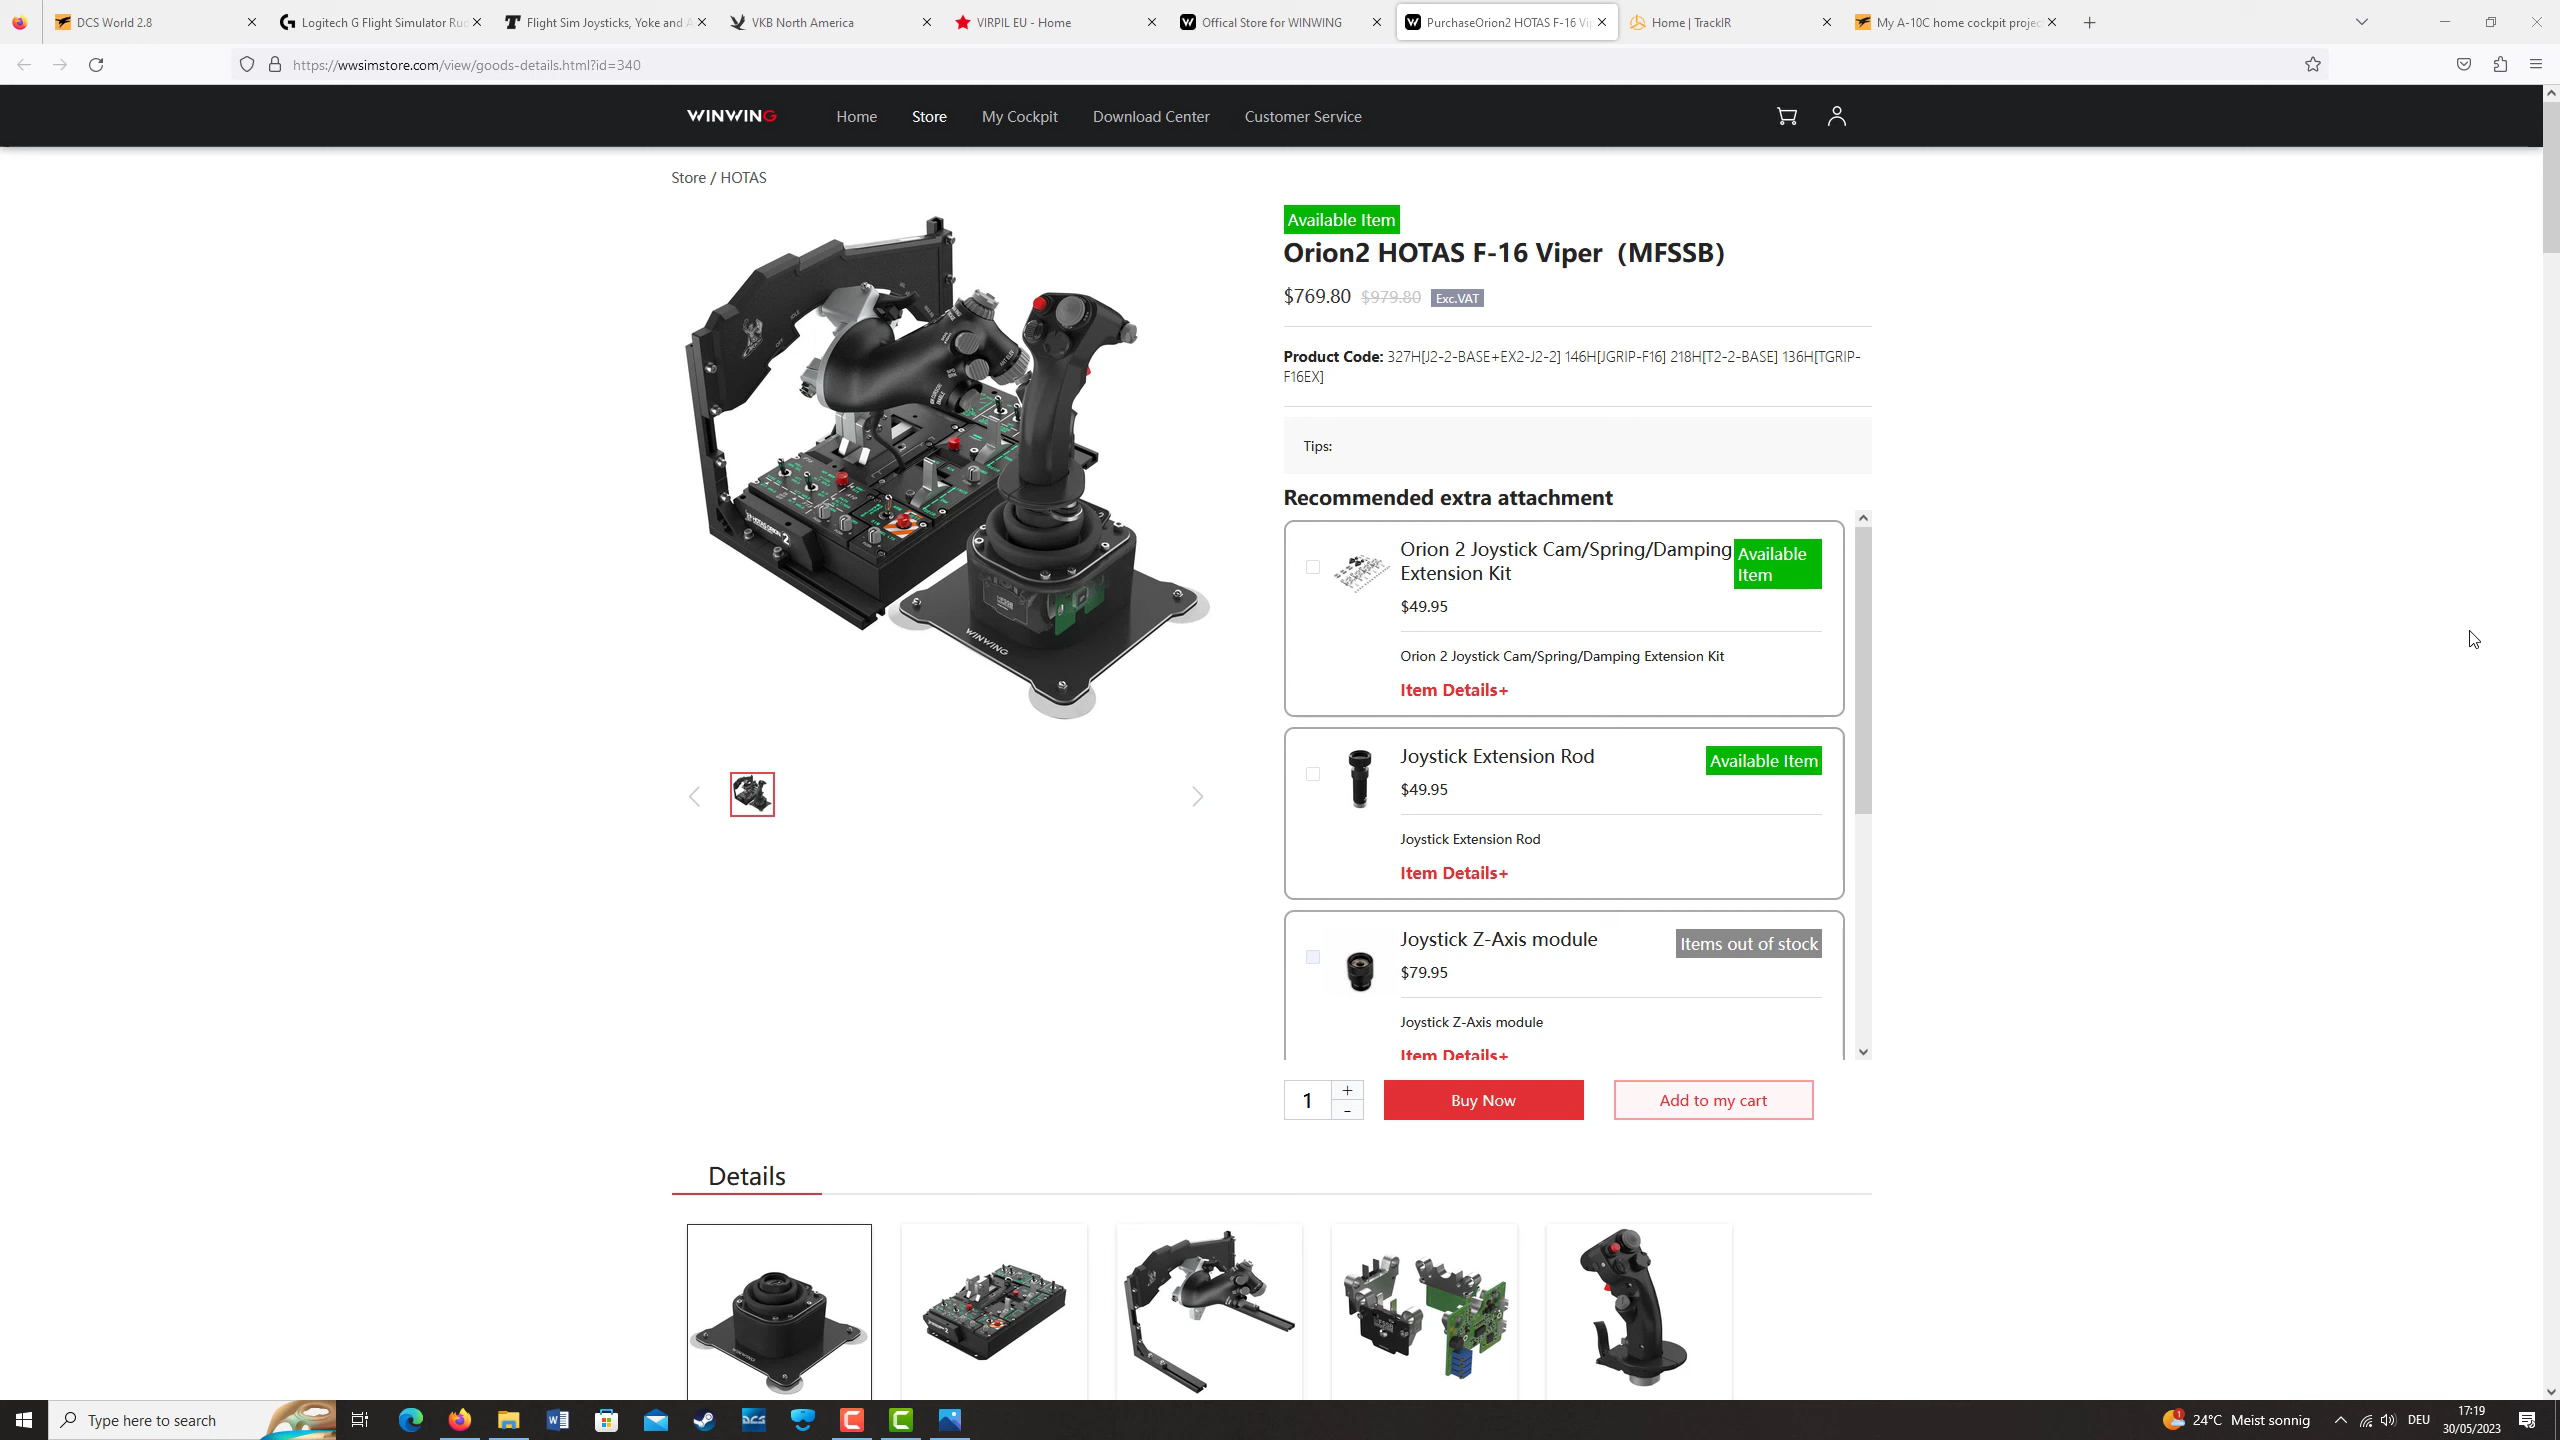 DCS World 2.8
Logitech G Flight Simulator Rud
Flight Sim Joysticks, Yoke and A
VKB North America
VIRPIL EU - Home
Offical Store for WINWING
PurchaseOrion2 HOTAS F-16 Vip
Home | TrackIR
My A-10C home cockpit projec
https://wwsimstore.com/view/goods-details.html?id=340
WINWING
Home
Store
My Cockpit
Download Center
Customer Service
Store / HOTAS
Available Item
Orion2 HOTAS F-16 Viper（MFSSB）
$769.80 $979.80 Exc.VAT
Product Code: 327H[J2-2-BASE+EX2-J2-2] 146H[JGRIP-F16] 218H[T2-2-BASE] 136H[TGRIP-
F16EX]
Tips:
Recommended extra attachment
Orion 2 Joystick Cam/Spring/Damping
Extension Kit
Available
Item
$49.95
Orion 2 Joystick Cam/Spring/Damping Extension Kit
Item Details+
Joystick Extension Rod
Available Item
$49.95
Joystick Extension Rod
Item Details+
Joystick Z-Axis module
Items out of stock
$79.95
Joystick Z-Axis module
Item Details+
1
+
-
Buy Now
Add to my cart
WINWING
Details
Type here to search
24°C Meist sonnig
DEU
17:19
30/05/2023